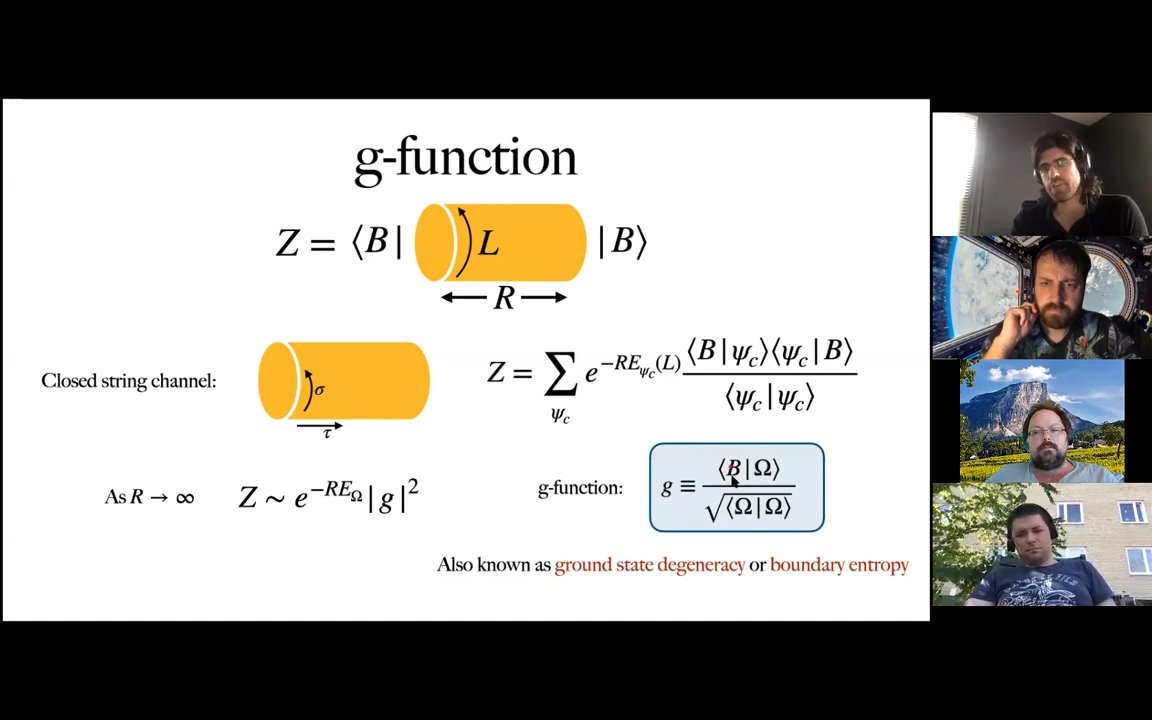 g-function
Z = ⟨B| L |B⟩
R
Closed string channel: σ τ Z = ∑_{ψ_c} e^{−RE_{ψ_c}(L)} ⟨B|ψ_c⟩⟨ψ_c|B⟩ / ⟨ψ_c|ψ_c⟩
As R → ∞ Z ∼ e^{−RE_Ω}|g|² g-function: g ≡ ⟨B|Ω⟩ / √⟨Ω|Ω⟩
Also known as ground state degeneracy or boundary entropy